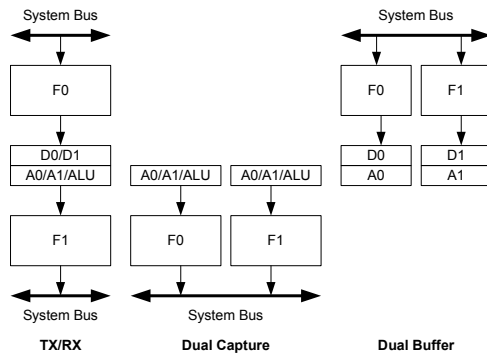 System Bus
F0
D0/D1
A0/A1/ALU
F1
System Bus
TX/RX
A0/A1/ALU
A0/A1/ALU
F0
F1
System Bus
Dual Capture
System Bus
F0
F1
D0
D1
A0
A1
Dual Buffer